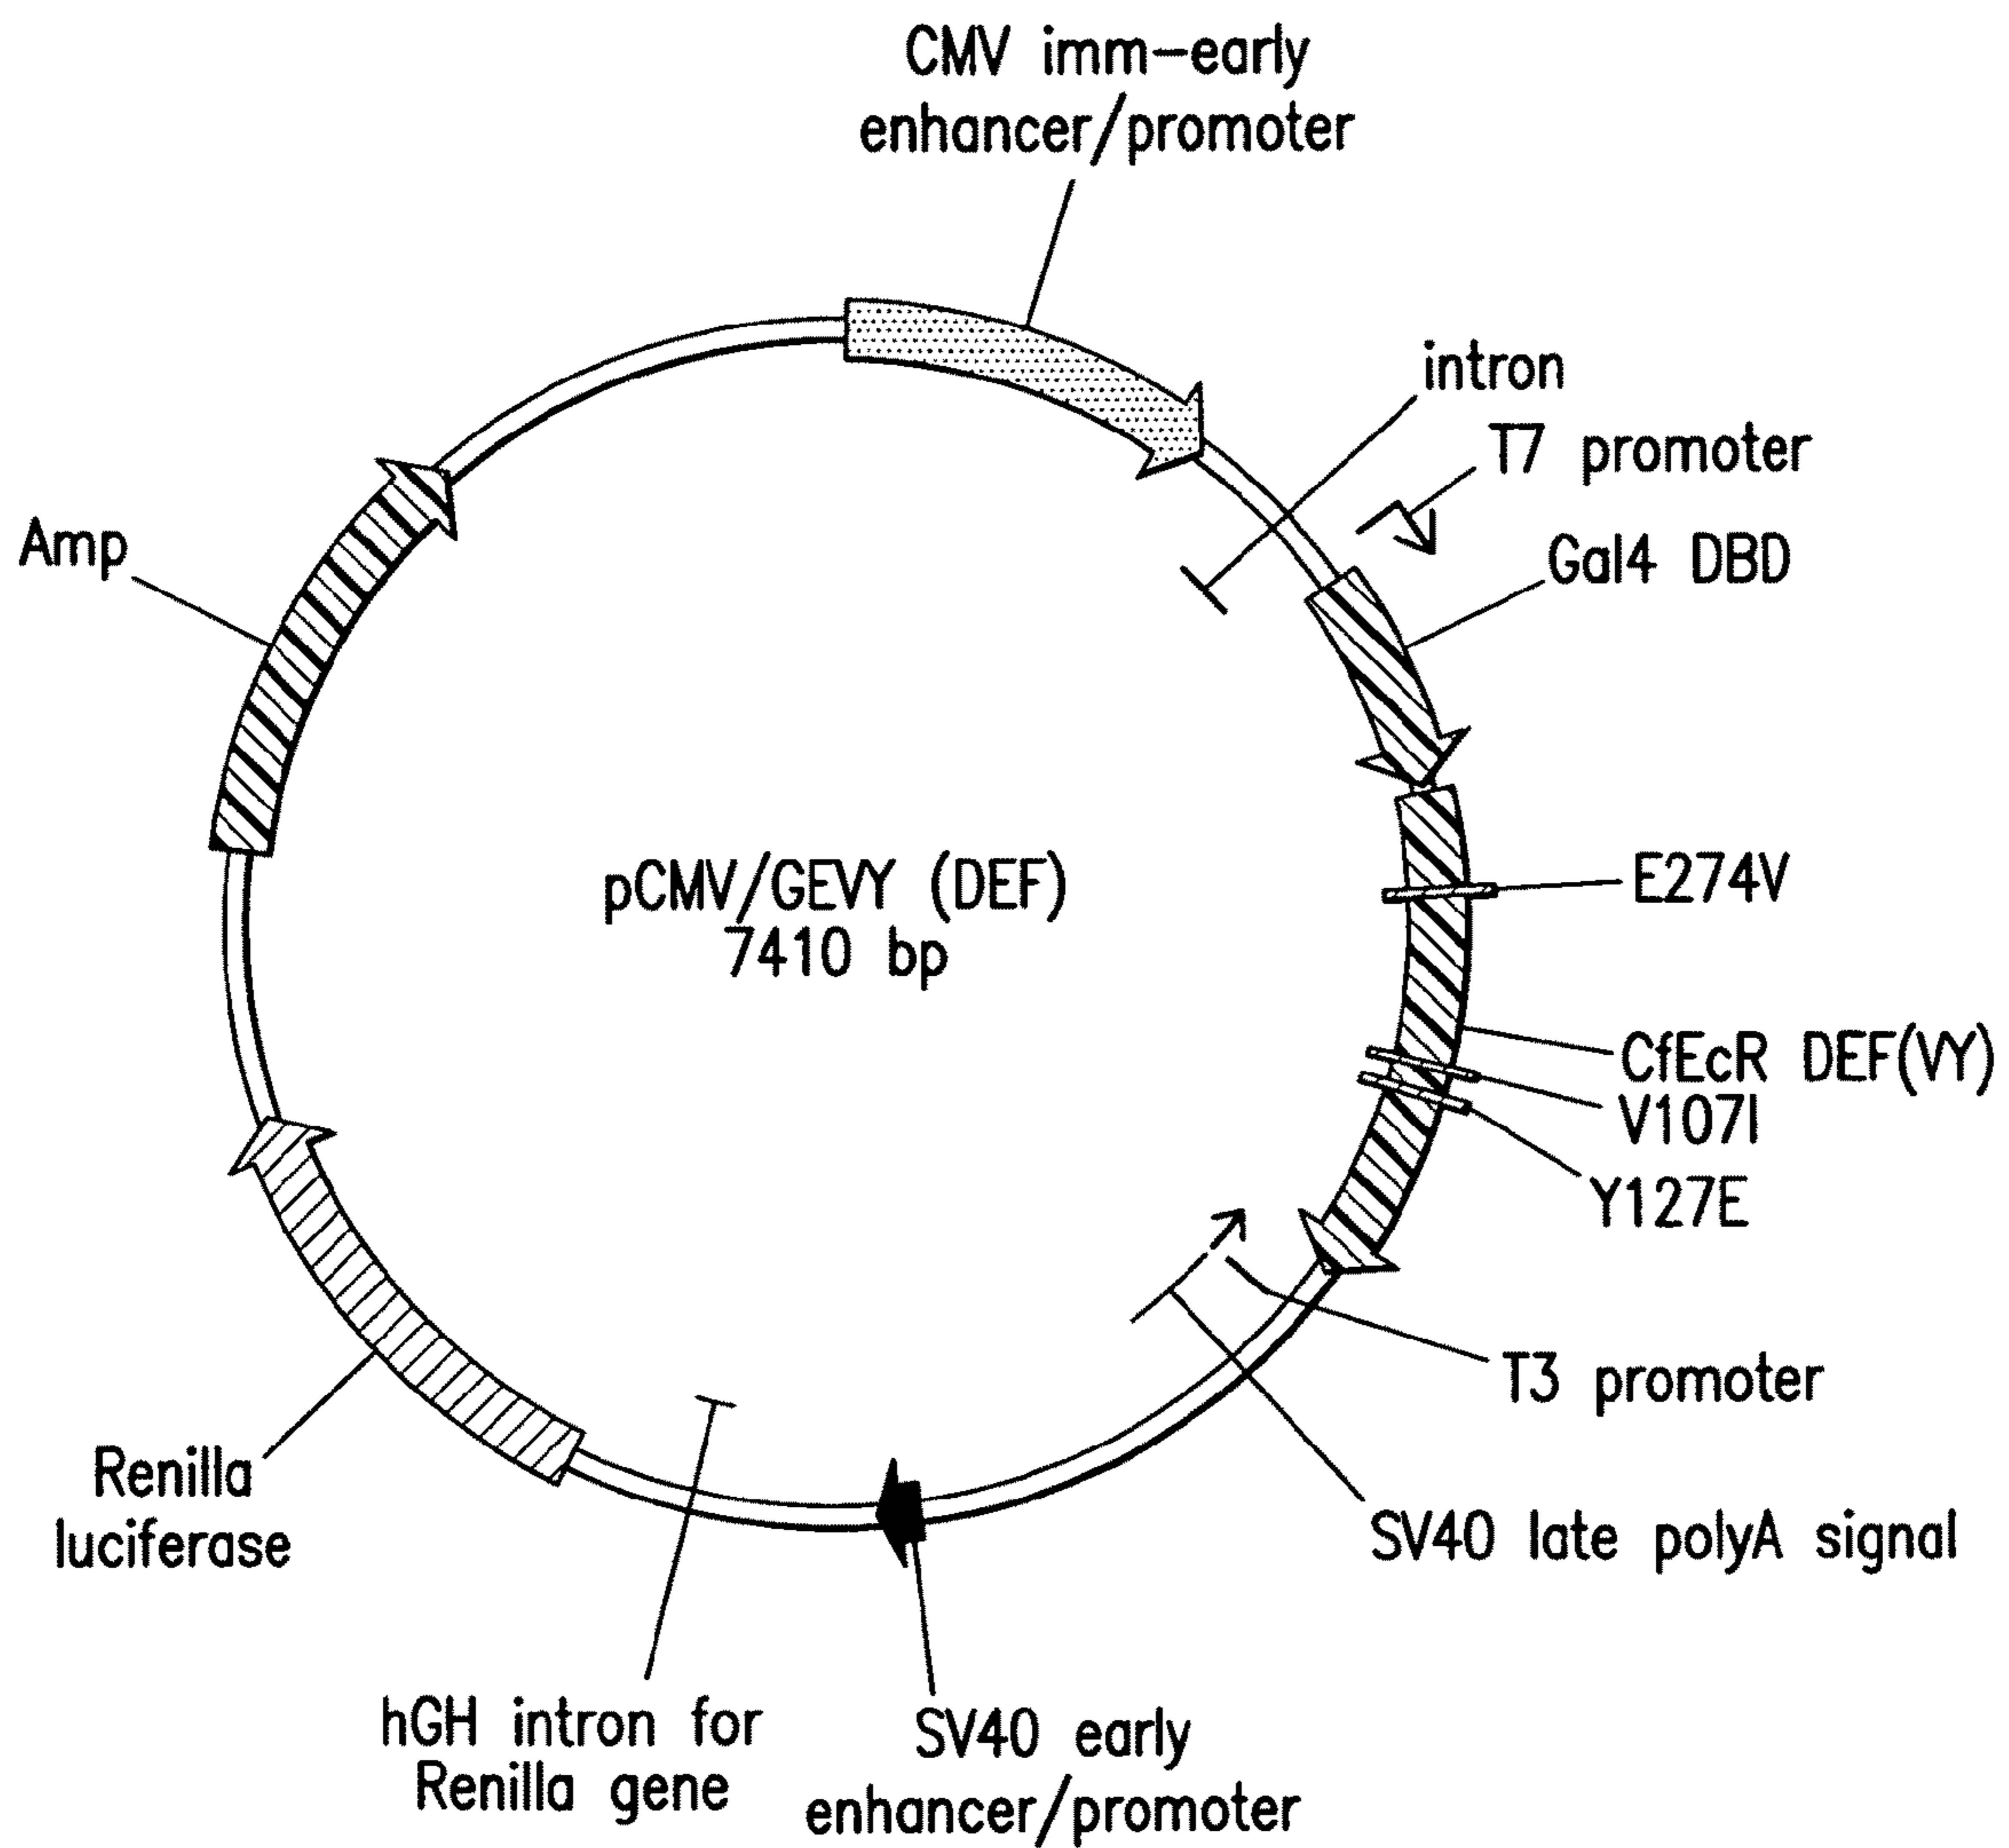 CMV imm-early
enhancer/promoter
intron
T7 promoter
Gal4 DBD
Amp
E274V
pCMV/GEVY (DEF)
7410 bp
CfEcR DEF(VY)
V107I
Y127E
T3 promoter
SV40 late polyA signal
Renilla
luciferase
hGH intron for
Renilla gene
SV40 early
enhancer/promoter